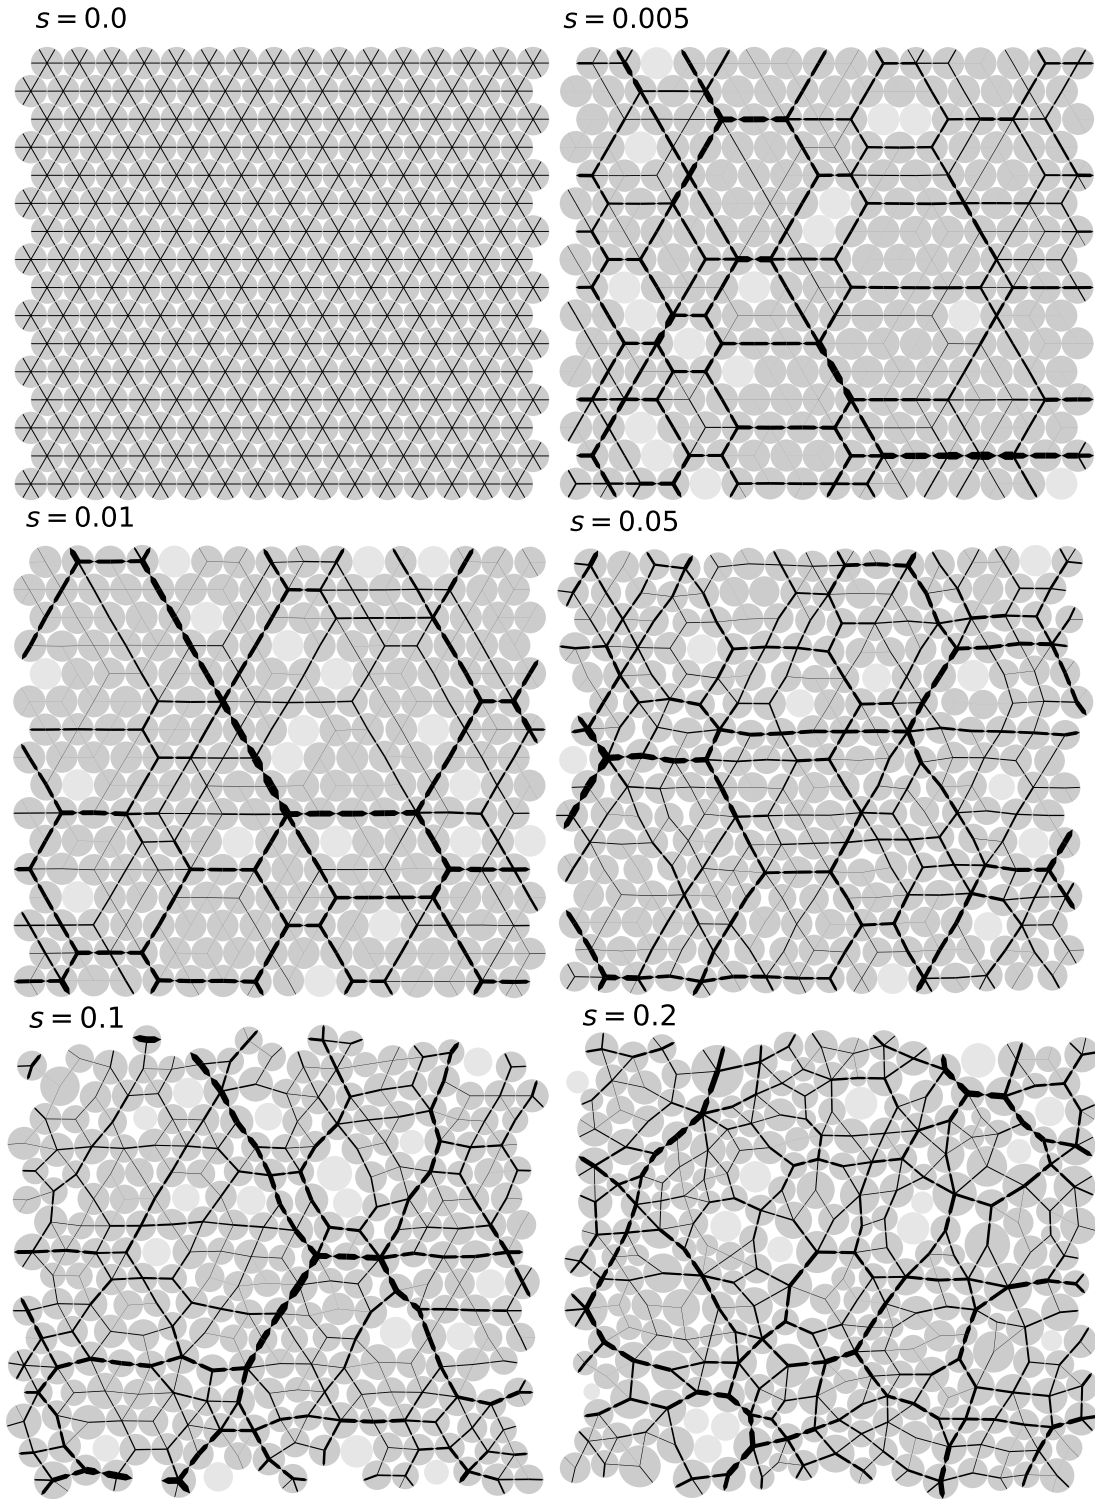 s = 0.0
s = 0.005
s = 0.01
s = 0.05
s = 0.1
s = 0.2